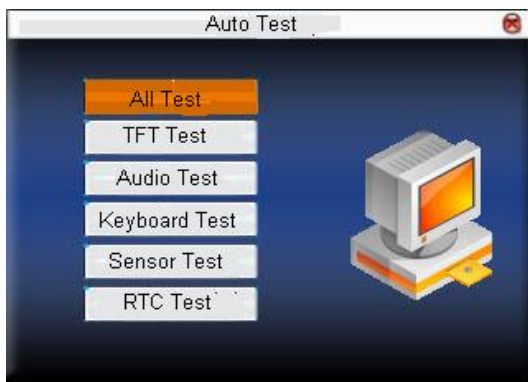 Auto Test
All Test
TFT Test
Audio Test
Keyboard Test
Sensor Test
RTC Test